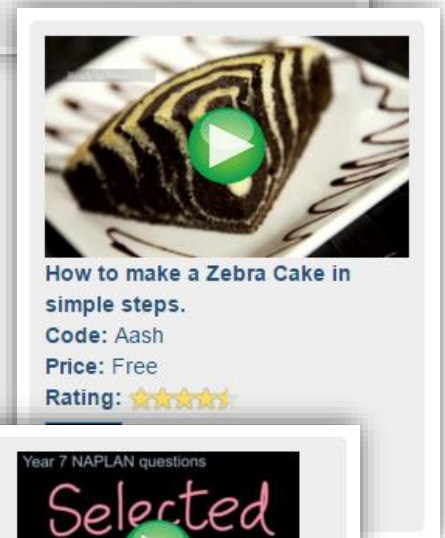 How to make a Zebra Cake in
simple steps.
Code: Aash
Price: Free
Rating:
Year 7 NAPLAN questions
Selected